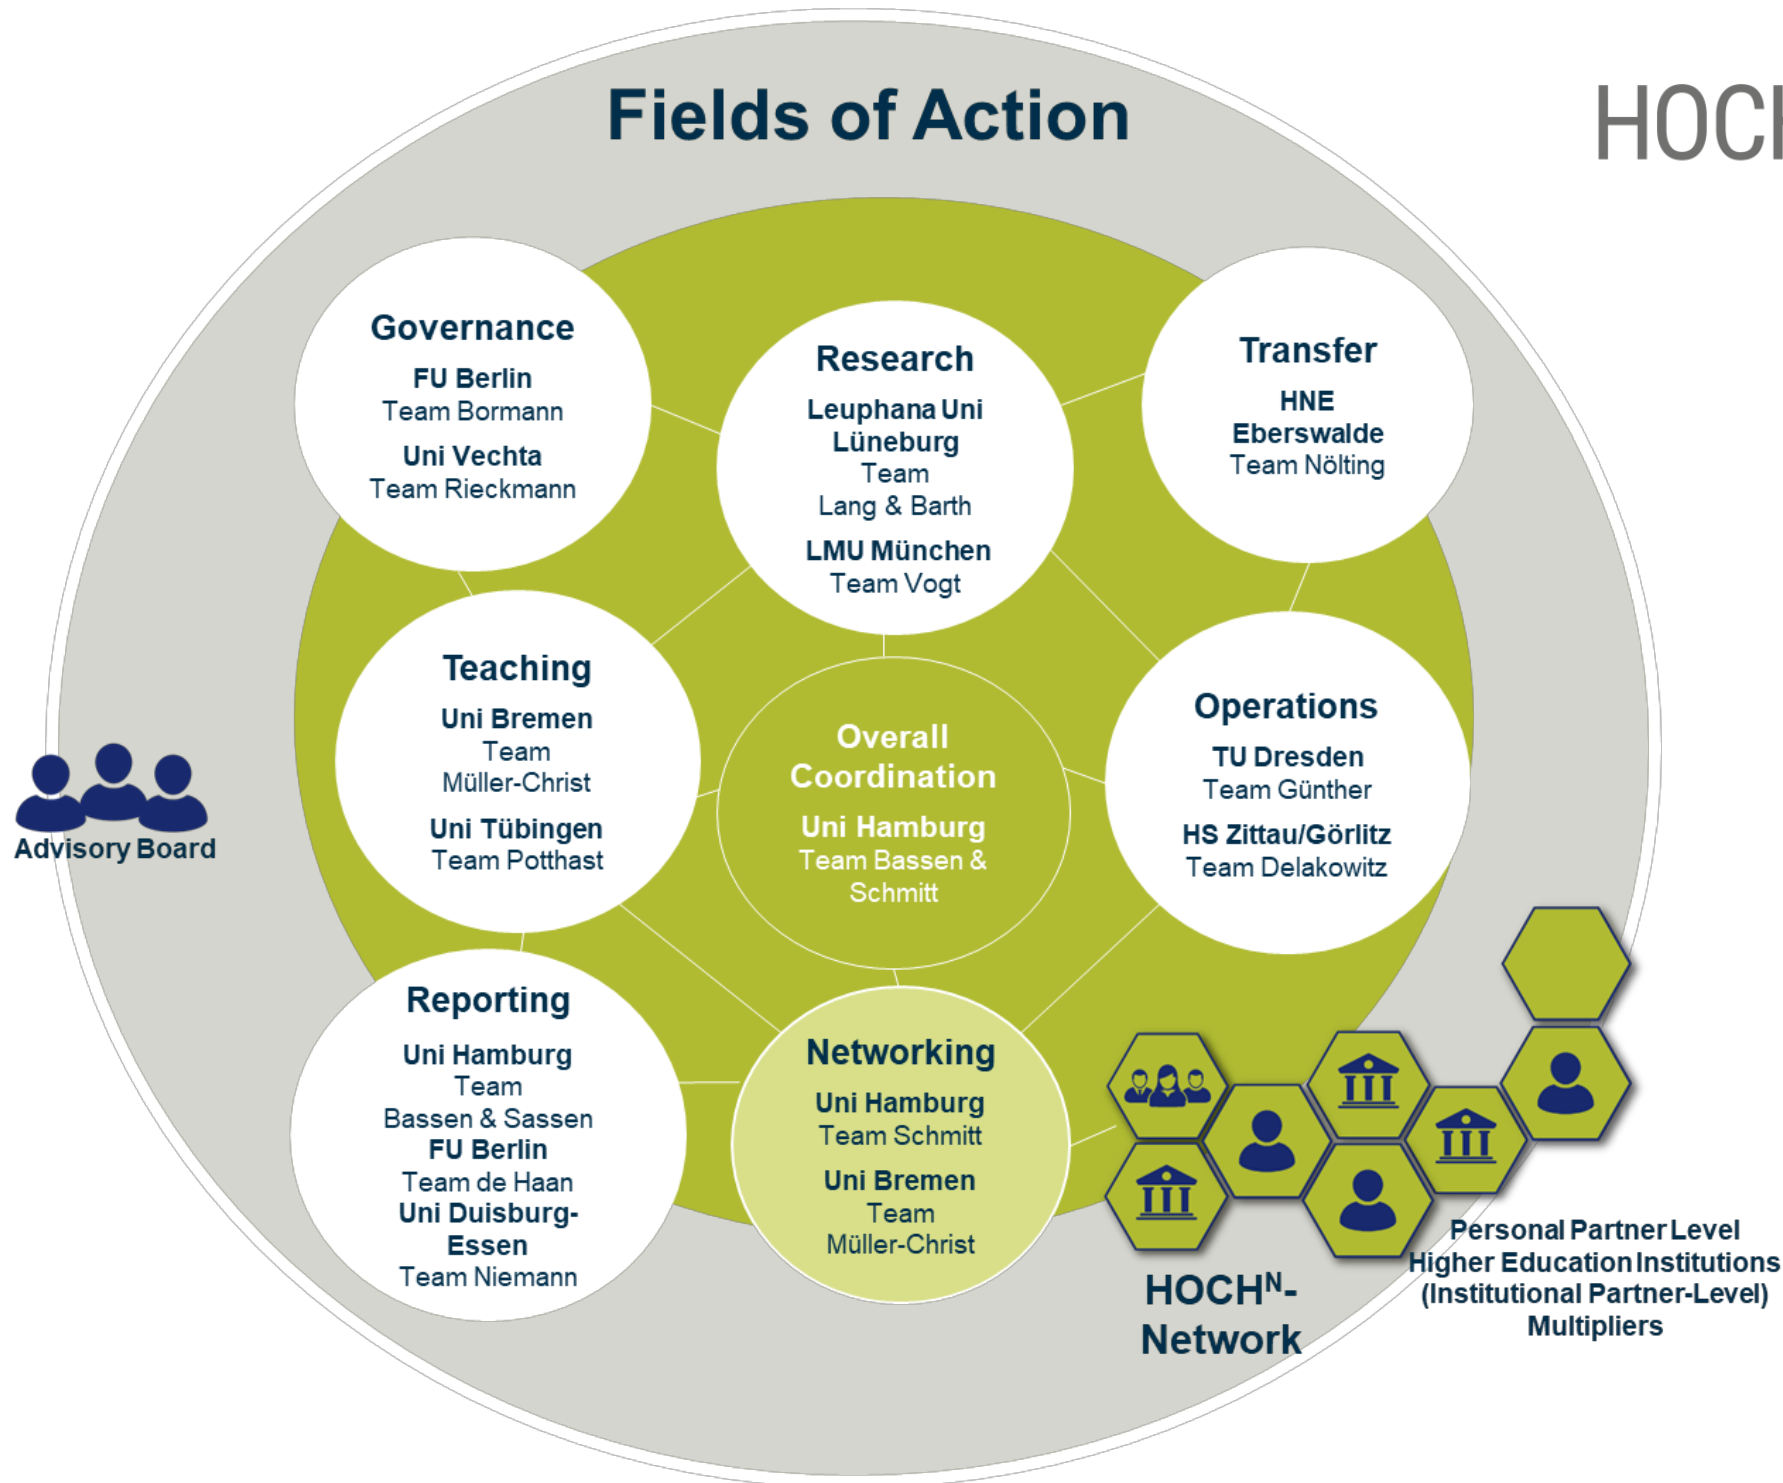 Fields of Action
HOCH
Governance
FU Berlin
Team Bormann
Uni Vechta
Team Rieckmann
Research
Leuphana Uni
Lüneburg
Team
Lang & Barth
LMU München
Team Vogt
Transfer
HNE
Eberswalde
Team Nölting
Teaching
Uni Bremen
Team
Müller-Christ
Uni Tübingen
Team Potthast
Overall
Coordination
Uni Hamburg
Team Bassen &
Schmitt
Operations
TU Dresden
Team Günther
HS Zittau/Görlitz
Team Delakowitz
Advisory Board
Reporting
Uni Hamburg
Team
Bassen & Sassen
FU Berlin
Team de Haan
Uni Duisburg-
Essen
Team Niemann
Networking
Uni Hamburg
Team Schmitt
Uni Bremen
Team
Müller-Christ
HOCHᴺ-
Network
Personal Partner Level
Higher Education Institutions
(Institutional Partner-Level)
Multipliers